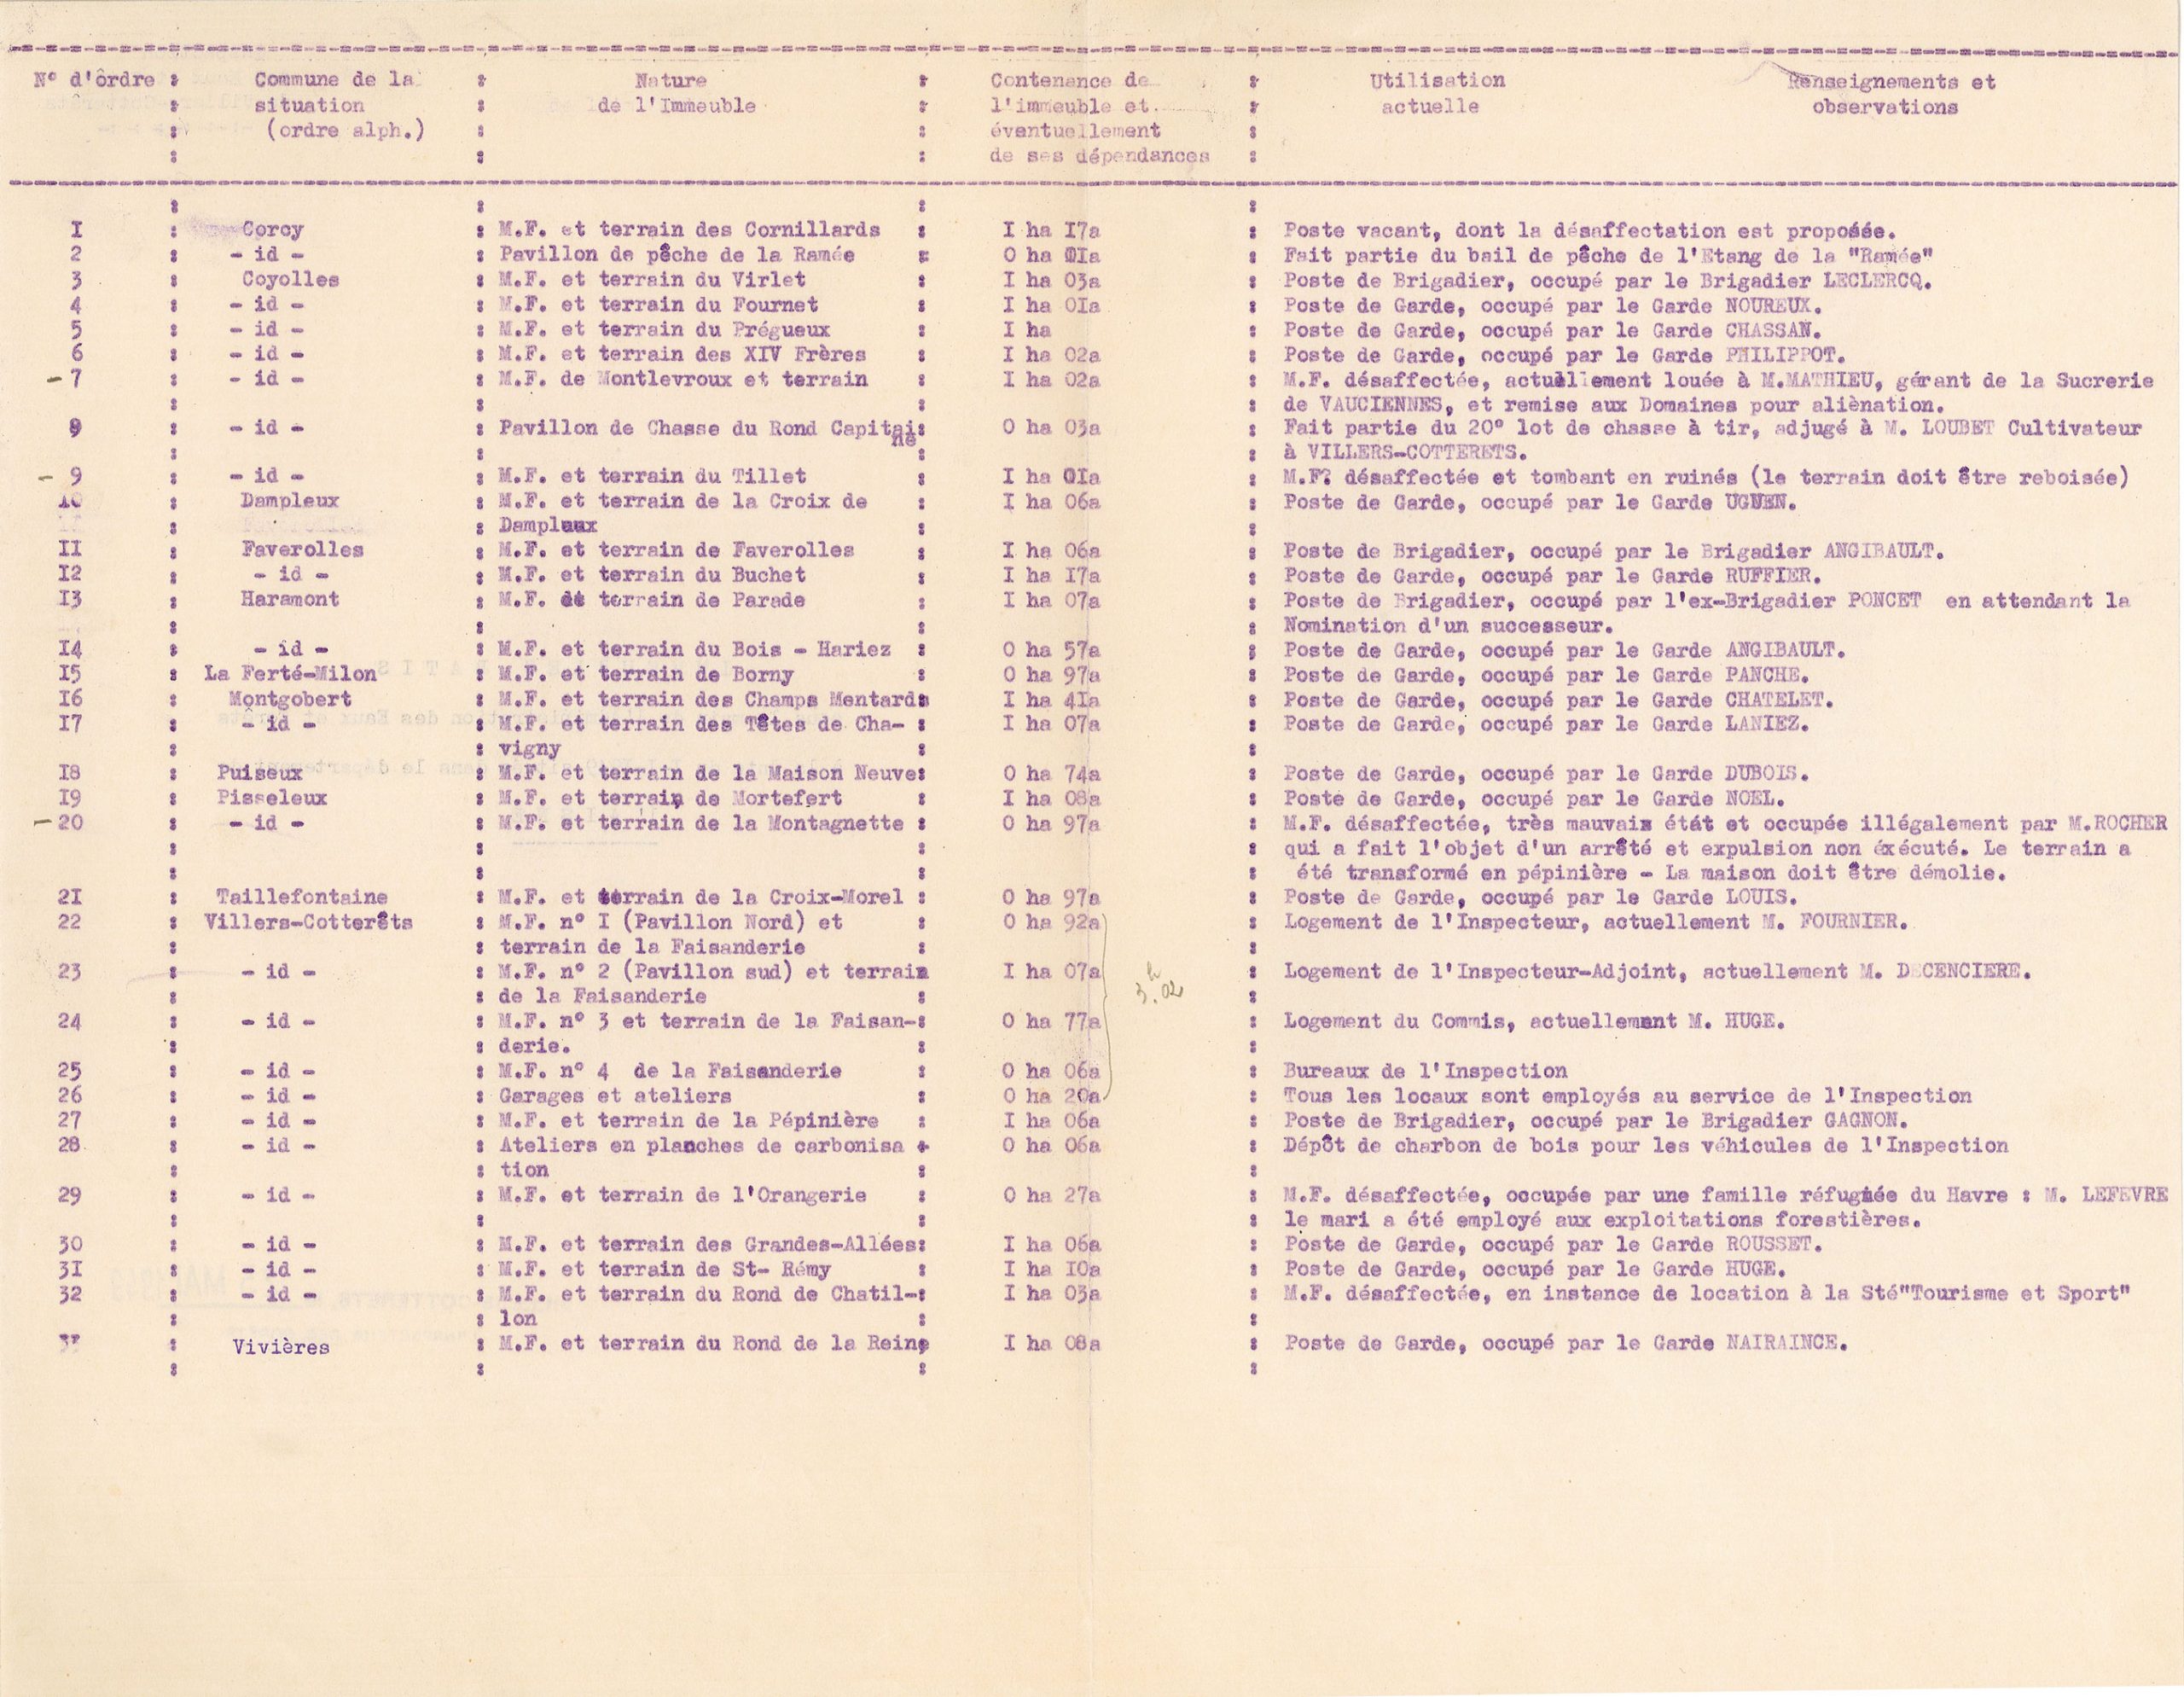 N° d'ôrdre : Commune de la : Nature : Contenance de : Utilisation Renseignements et
: situation : de l'Immeuble : l'immeuble et : actuelle observations
: (ordre alph.) : : éventuellement :
: : : de ses dépendances :
I : Corcy : M.F. et terrain des Cornillards : I ha I7a : Poste vacant, dont la désaffectation est proposée.
2 : - id - : Pavillon de pêche de la Ramée : 0 ha 0Ia : Fait partie du bail de pêche de l'Etang de la "Ramée"
3 : Coyolles : M.F. et terrain du Virlet : I ha 03a : Poste de Brigadier, occupé par le Brigadier LECLERCQ.
4 : - id - : M.F. et terrain du Fournet : I ha 0Ia : Poste de Garde, occupé par le Garde NOUREUX.
5 : - id - : M.F. et terrain du Prégueux : I ha : Poste de Garde, occupé par le Garde CHASSAN.
6 : - id - : M.F. et terrain des XIV Frères : I ha 02a : Poste de Garde, occupé par le Garde PHILIPPOT.
- 7 : - id - : M.F. de Montlevroux et terrain : I ha 02a : M.F. désaffectée, actuellement louée à M.MATHIEU, gérant de la Sucrerie
: : : : de VAUCIENNES, et remise aux Domaines pour aliènation.
8 : - id - : Pavillon de Chasse du Rond Capitai: 0 ha 03a : Fait partie du 20° lot de chasse à tir, adjugé à M. LOUBET Cultivateur
: : ne : : à VILLERS-COTTERETS.
- 9 : - id - : M.F. et terrain du Tillet : I ha 0Ia : M.F? désaffectée et tombant en ruinés (le terrain doit être reboisée)
10 : Dampleux : M.F. et terrain de la Croix de : I ha 06a : Poste de Garde, occupé par le Garde UGNEN.
: Dampleux :
II : Faverolles : M.F. et terrain de Faverolles : I ha 06a : Poste de Brigadier, occupé par le Brigadier ANGIBAULT.
I2 : - id - : M.F. et terrain du Buchet : I ha I7a : Poste de Garde, occupé par le Garde RUFFIER.
I3 : Haramont : M.F. et terrain de Parade : I ha 07a : Poste de Brigadier, occupé par l'ex-Brigadier PONCET en attendant la
: : : : Nomination d'un successeur.
I4 : - id - : M.F. et terrain du Bois - Hariez : 0 ha 57a : Poste de Garde, occupé par le Garde ANGIBAULT.
I5 : La Ferté-Milon : M.F. et terrain de Borny : 0 ha 97a : Poste de Garde, occupé par le Garde PANCHE.
I6 : Montgobert : M.F. et terrain des Champs Mentards I ha 4Ia : Poste de Garde, occupé par le Garde CHATELET.
I7 : - id - : M.F. et terrain des Têtes de Cha- : I ha 07a : Poste de Garde, occupé par le Garde LANIEZ.
: : vigny : :
I8 : Puiseux : M.F. et terrain de la Maison Neuve: 0 ha 74a : Poste de Garde, occupé par le Garde DUBOIS.
I9 : Pisseleux : M.F. et terrain de Mortefert : I ha 08a : Poste de Garde, occupé par le Garde NOEL.
- 20 : - id - : M.F. et terrain de la Montagnette : 0 ha 97a : M.F. désaffectée, très mauvais étát et occupée illégalement par M.ROCHER
: : : : qui a fait l'objet d'un arrêté et expulsion non éxécuté. Le terrain a
: : : : été transformé en pépinière - La maison doit être démolie.
2I : Taillefontaine : M.F. et terrain de la Croix-Morel : 0 ha 97a : Poste de Garde, occupé par le Garde LOUIS.
22 : Villers-Cotterêts : M.F. n° I (Pavillon Nord) et : 0 ha 92a : Logement de l'Inspecteur, actuellement M. FOURNIER.
: : terrain de la Faisanderie : :
23 : - id - : M.F. n° 2 (Pavillon sud) et terrain I ha 07a : Logement de l'Inspecteur-Adjoint, actuellement M. DECENCIERE.
3h.02
: : de la Faisanderie : :
24 : - id - : M.F. n° 3 et terrain de la Faisan-: 0 ha 77a : Logement du Commis, actuellement M. HUGE.
: : derie. : :
25 : - id - : M.F. n° 4 de la Faisanderie : 0 ha 06a : Bureaux de l'Inspection
26 : - id - : Garages et ateliers : 0 ha 20a : Tous les locaux sont employés au service de l'Inspection
27 : - id - : M.F. et terrain de la Pépinière : I ha 06a : Poste de Brigadier, occupé par le Brigadier GAGNON.
28 : - id - : Ateliers en planches de carbonisa - 0 ha 06a : Dépôt de charbon de bois pour les véhicules de l'Inspection
: : tion : :
29 : - id - : M.F. et terrain de l'Orangerie : 0 ha 27a : M.F. désaffectée, occupée par une famille réfugiée du Havre : M. LEFEVRE
: : : : le mari a été employé aux exploitations forestières.
30 : - id - : M.F. et terrain des Grandes-Allées: I ha 06a : Poste de Garde, occupé par le Garde ROUSSET.
3I : - id - : M.F. et terrain de St- Rémy : I ha I0a : Poste de Garde, occupé par le Garde HUGE.
32 : - id - : M.F. et terrain du Rond de Chatil-: I ha 03a : M.F. désaffectée, en instance de location à la Sté"Tourisme et Sport"
: : lon : :
33 : Vivières : M.F. et terrain du Rond de la Reine I ha 08a : Poste de Garde, occupé par le Garde NAIRAINCE.